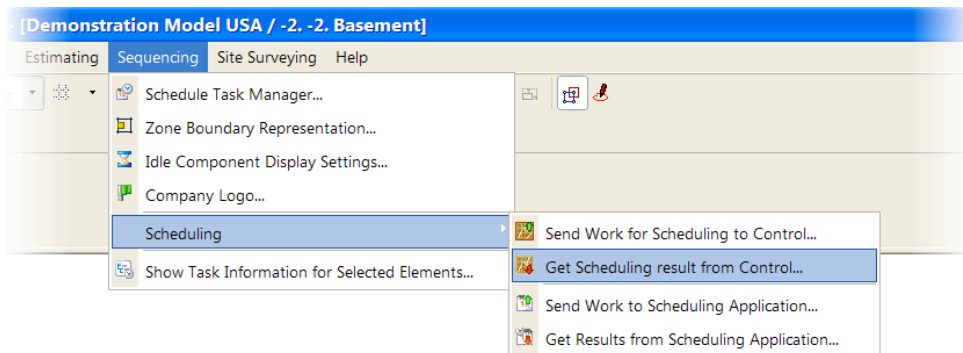 [Demonstration Model USA / -2. -2. Basement]
Estimating Sequencing Site Surveying Help
Schedule Task Manager...
Zone Boundary Representation...
Idle Component Display Settings...
Company Logo...
Scheduling
Send Work for Scheduling to Control...
Get Scheduling result from Control...
Show Task Information for Selected Elements...
Send Work to Scheduling Application...
Get Results from Scheduling Application...